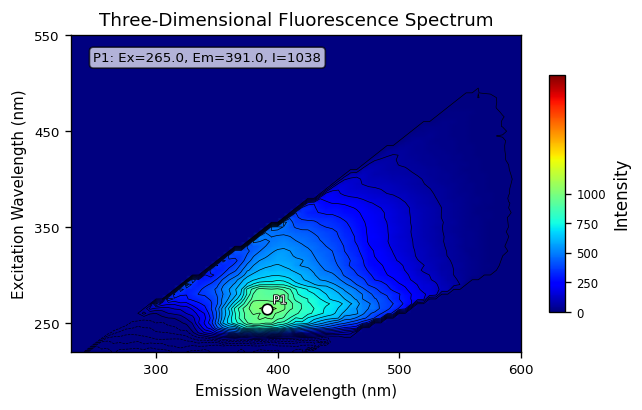 Three-Dimensional Fluorescence Spectrum
P1: Ex=265.0, Em=391.0, I=1038
550
450
350
250
Excitation Wavelength (nm)
P1
300
400
500
600
Emission Wavelength (nm)
1000
750
500
250
0
Intensity